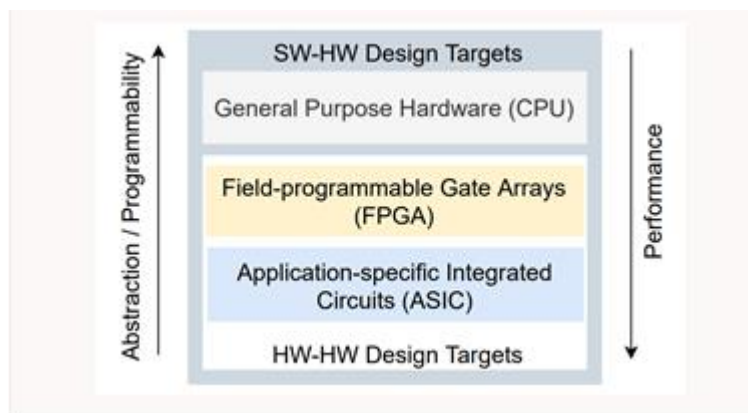 Abstraction / Programmability
SW-HW Design Targets
General Purpose Hardware (CPU)
Field-programmable Gate Arrays
(FPGA)
Application-specific Integrated
Circuits (ASIC)
HW-HW Design Targets
Performance